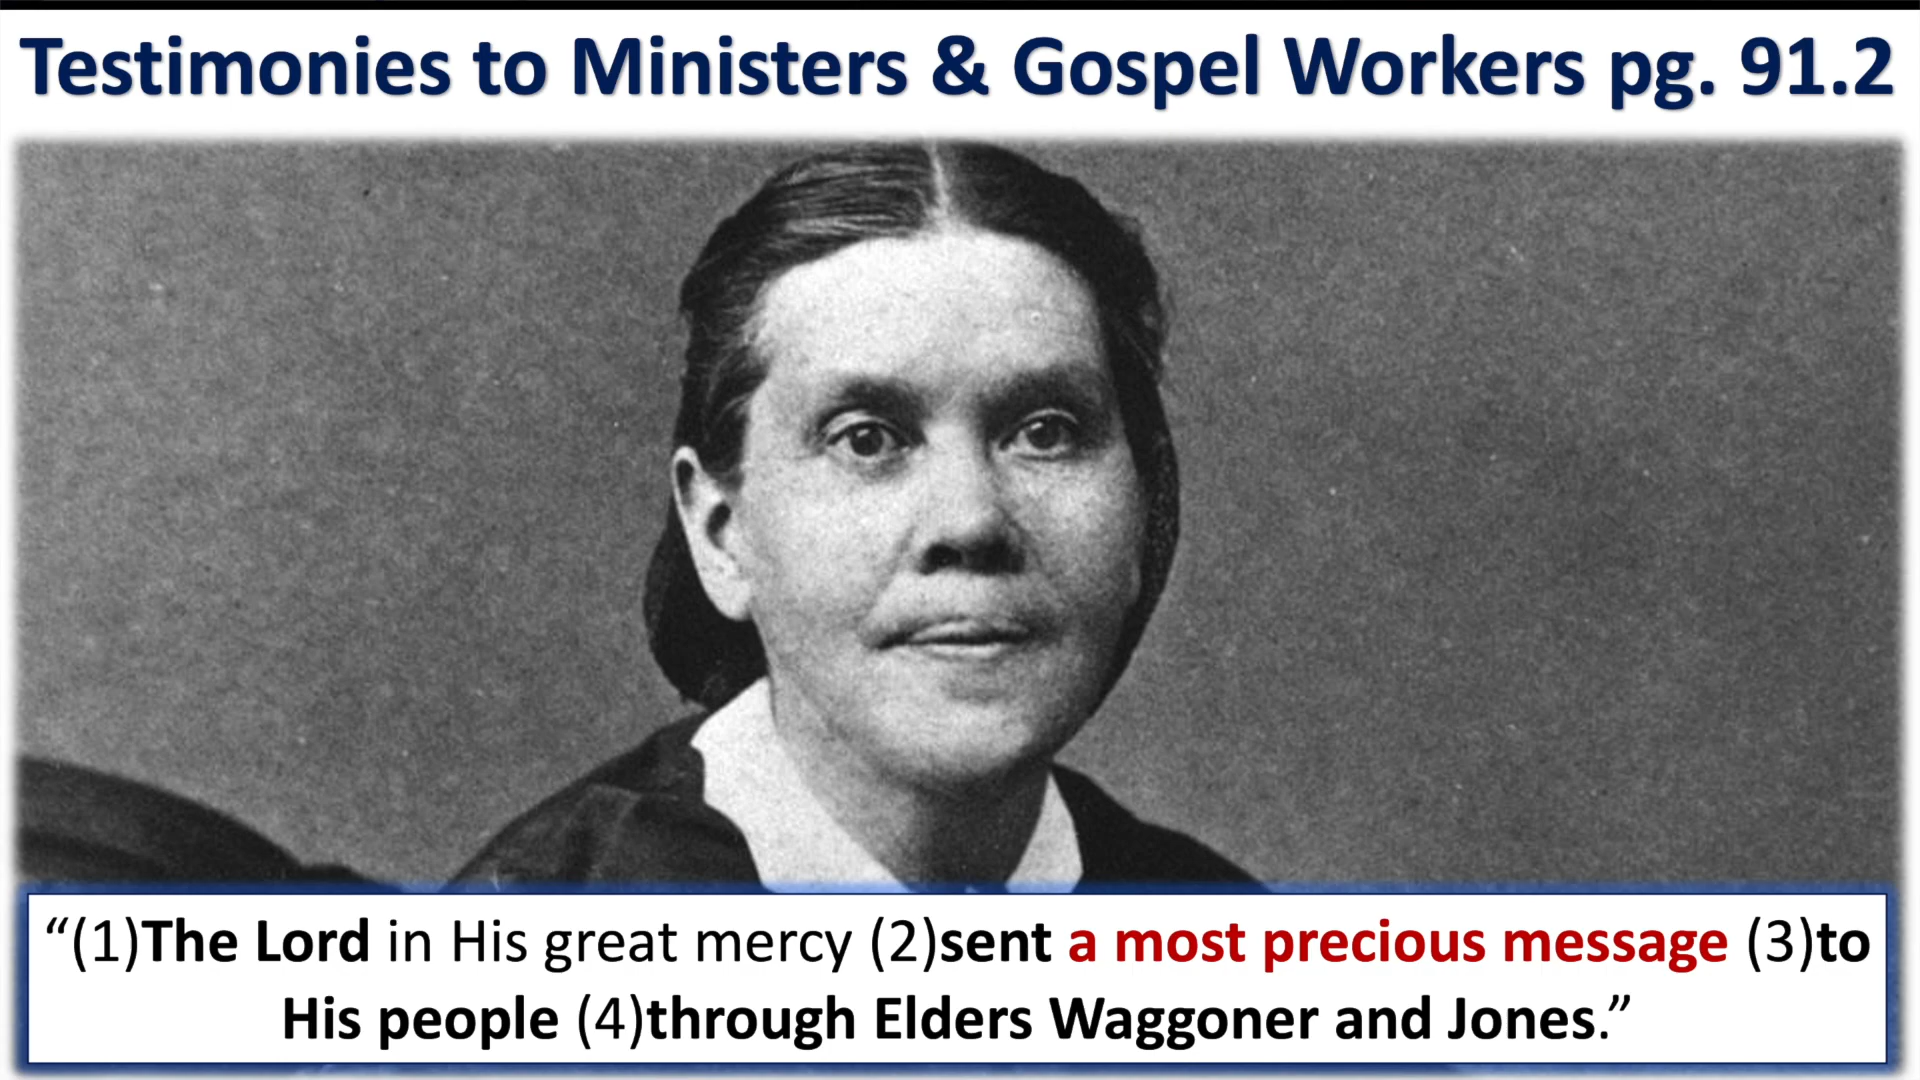 Testimonies to Ministers & Gospel Workers pg. 91.2
“(1)The Lord in His great mercy (2)sent a most precious message (3)to
His people (4)through Elders Waggoner and Jones.”